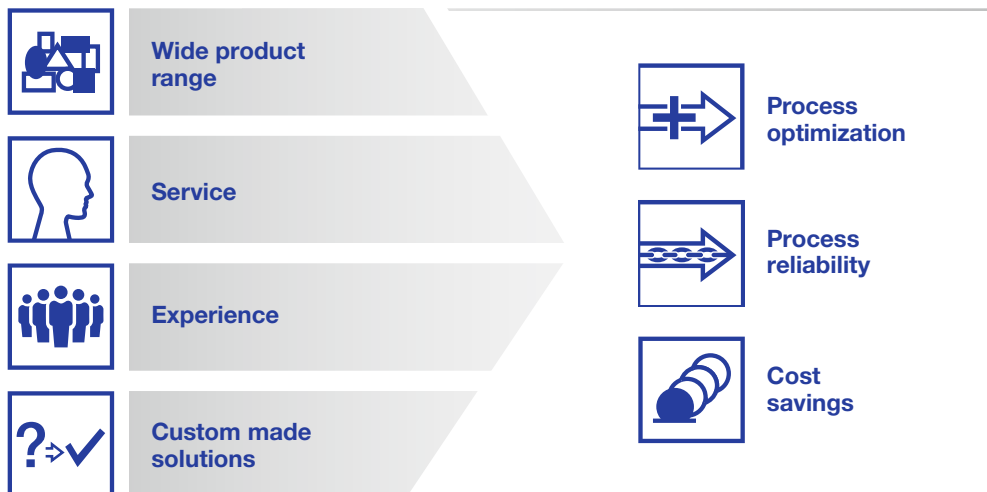 Wide product
range
Service
Experience
Custom made
solutions
Process
optimization
Process
reliability
Cost
savings